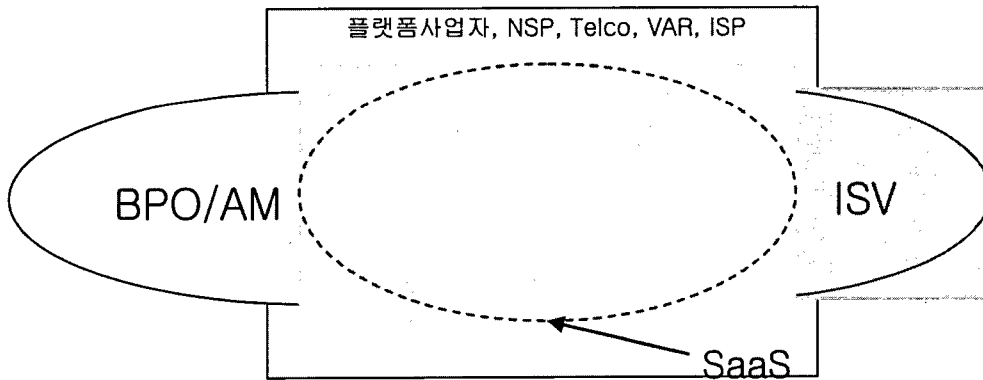 플랫폼사업자, NSP, Telco, VAR, ISP
BPO/AM
ISV
SaaS